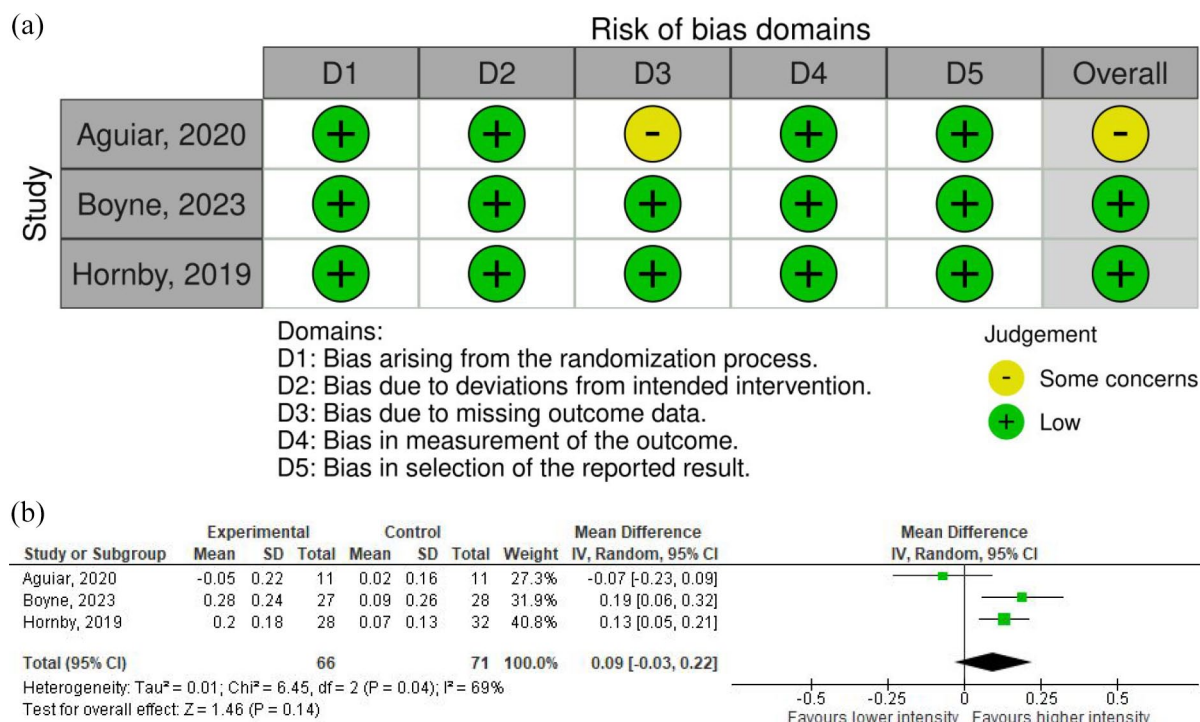 (a)
Risk of bias domains
D1 D2 D3 D4 D5 Overall
Study
Aguiar, 2020 + + - + + -
Boyne, 2023 + + + + + +
Hornby, 2019 + + + + + +
Domains:
D1: Bias arising from the randomization process.
D2: Bias due to deviations from intended intervention.
D3: Bias due to missing outcome data.
D4: Bias in measurement of the outcome.
D5: Bias in selection of the reported result.
Judgement
- Some concerns
+ Low
(b)
Experimental Control Mean Difference Mean Difference
Study or Subgroup Mean SD Total Mean SD Total Weight IV, Random, 95% CI IV, Random, 95% CI
Aguiar, 2020 -0.05 0.22 11 0.02 0.16 11 27.3% -0.07 [-0.23, 0.09]
Boyne, 2023 0.28 0.24 27 0.09 0.26 28 31.9% 0.19 [0.06, 0.32]
Hornby, 2019 0.2 0.18 28 0.07 0.13 32 40.8% 0.13 [0.05, 0.21]
Total (95% CI) 66 71 100.0% 0.09 [-0.03, 0.22]
Heterogeneity: Tau² = 0.01; Chi² = 6.45, df = 2 (P = 0.04); I² = 69%
Test for overall effect: Z = 1.46 (P = 0.14)
-0.5 -0.25 0 0.25 0.5
Favours lower intensity Favours higher intensity